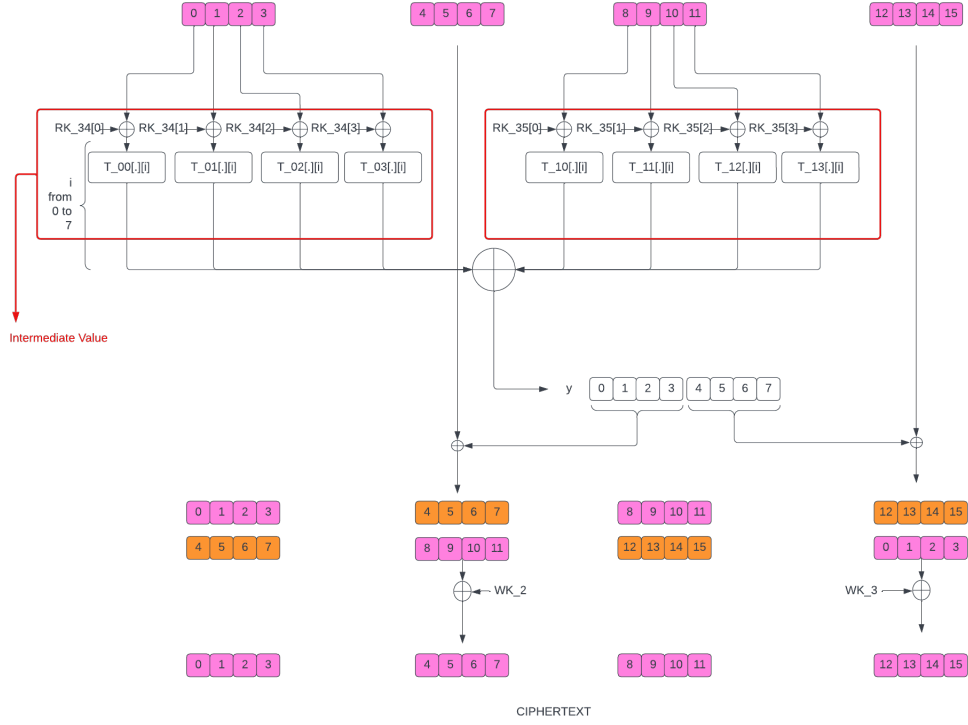 0 1 2 3 4 5 6 7 8 9 10 11 12 13 14 15
RK_34[0] RK_34[1] RK_34[2] RK_34[3] RK_35[0] RK_35[1] RK_35[2] RK_35[3]
T_00[.][i] T_01[.][i] T_02[.][i] T_03[.][i] T_10[.][i] T_11[.][i] T_12[.][i] T_13[.][i]
i
from
0 to
7
Intermediate Value
y 0 1 2 3 4 5 6 7
0 1 2 3 4 5 6 7 8 9 10 11 12 13 14 15
4 5 6 7 8 9 10 11 12 13 14 15 0 1 2 3
WK_2 WK_3
0 1 2 3 4 5 6 7 8 9 10 11 12 13 14 15
CIPHERTEXT